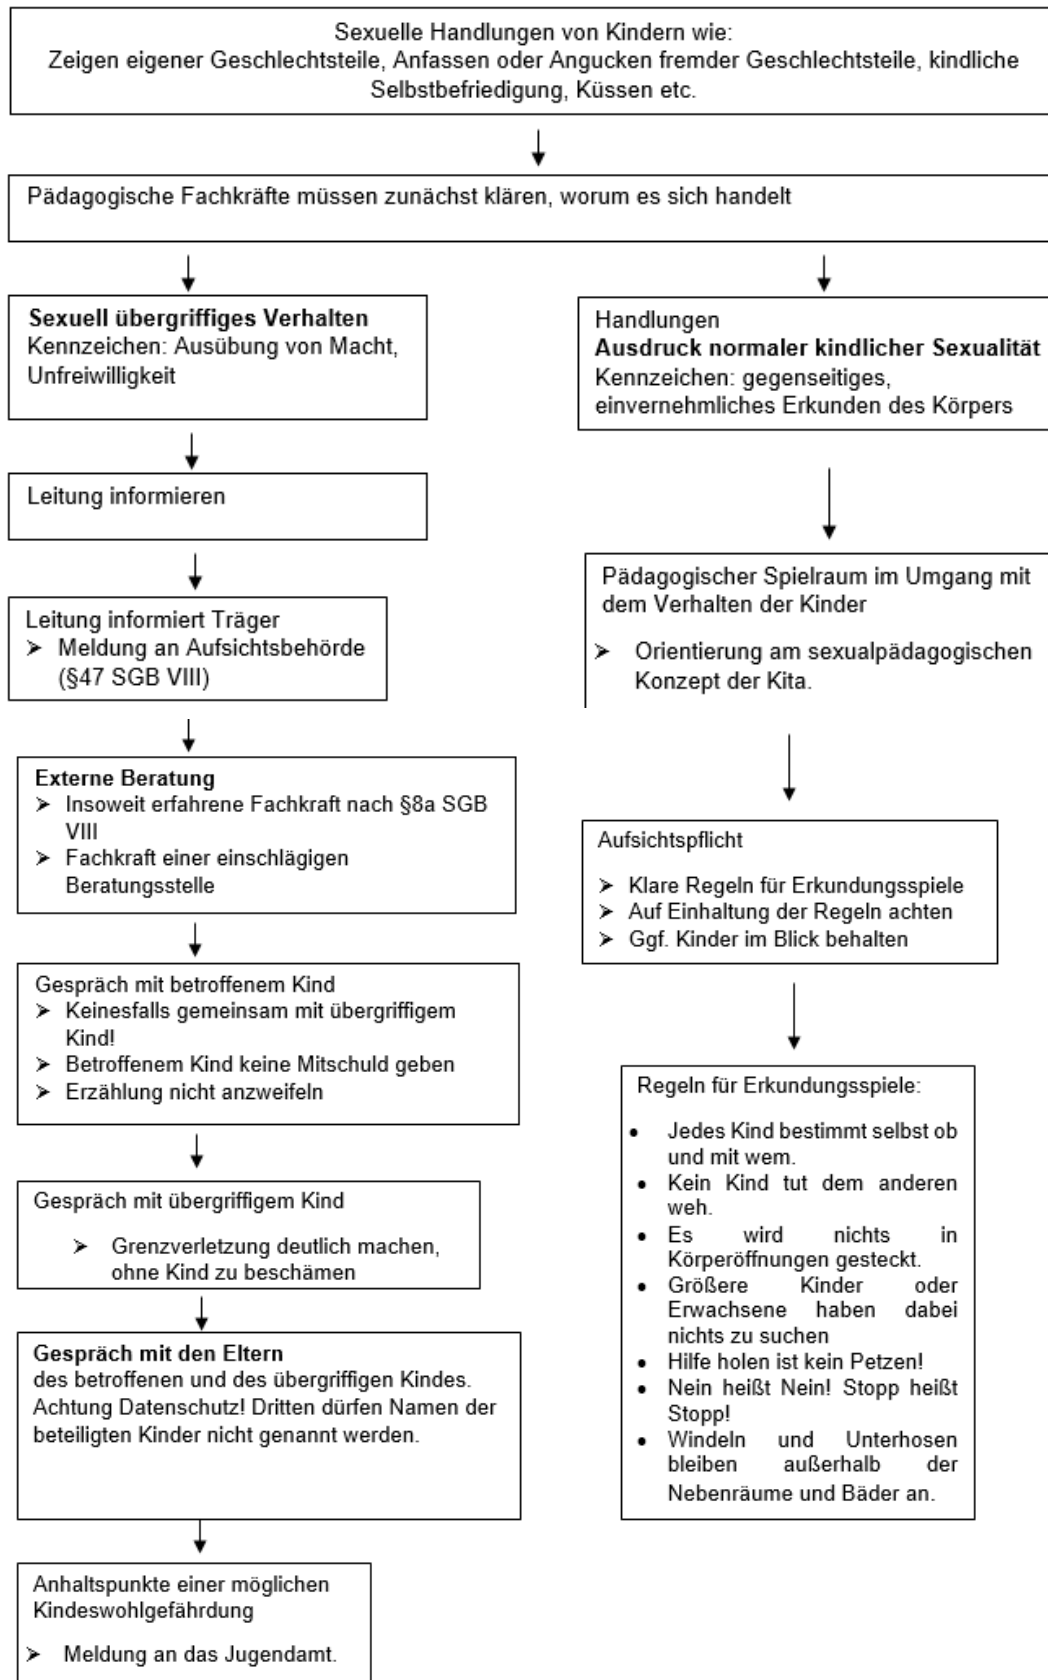 Sexuelle Handlungen von Kindern wie:
Zeigen eigener Geschlechtsteile, Anfassen oder Angucken fremder Geschlechtsteile, kindliche
Selbstbefriedigung, Küssen etc.
Pädagogische Fachkräfte müssen zunächst klären, worum es sich handelt
Sexuell übergriffiges Verhalten
Kennzeichen: Ausübung von Macht,
Unfreiwilligkeit
Leitung informieren
Leitung informiert Träger
➢ Meldung an Aufsichtsbehörde
(§47 SGB VIII)
Externe Beratung
➢ Insoweit erfahrene Fachkraft nach §8a SGB
VIII
➢ Fachkraft einer einschlägigen
Beratungsstelle
Gespräch mit betroffenem Kind
➢ Keinesfalls gemeinsam mit übergriffigem
Kind!
➢ Betroffenem Kind keine Mitschuld geben
➢ Erzählung nicht anzweifeln
Gespräch mit übergriffigem Kind
➢ Grenzverletzung deutlich machen,
ohne Kind zu beschämen
Gespräch mit den Eltern
des betroffenen und des übergriffigen Kindes.
Achtung Datenschutz! Dritten dürfen Namen der
beteiligten Kinder nicht genannt werden.
Anhaltspunkte einer möglichen
Kindeswohlgefährdung
➢ Meldung an das Jugendamt.
Handlungen
Ausdruck normaler kindlicher Sexualität
Kennzeichen: gegenseitiges,
einvernehmliches Erkunden des Körpers
Pädagogischer Spielraum im Umgang mit
dem Verhalten der Kinder
➢ Orientierung am sexualpädagogischen
Konzept der Kita.
Aufsichtspflicht
➢ Klare Regeln für Erkundungsspiele
➢ Auf Einhaltung der Regeln achten
➢ Ggf. Kinder im Blick behalten
Regeln für Erkundungsspiele:
• Jedes Kind bestimmt selbst ob
und mit wem.
• Kein Kind tut dem anderen
weh.
• Es wird nichts in
Körperöffnungen gesteckt.
• Größere Kinder oder
Erwachsene haben dabei
nichts zu suchen
• Hilfe holen ist kein Petzen!
• Nein heißt Nein! Stopp heißt
Stopp!
• Windeln und Unterhosen
bleiben außerhalb der
Nebenräume und Bäder an.